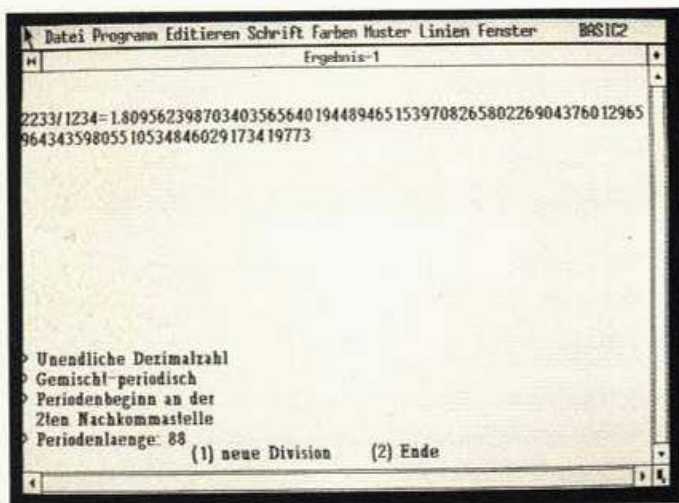 Datei Programm Editieren Schrift Farben Muster Linien Fenster BASIC2
Ergebnis-1
2233/1234=1.809562398703403565640194489465153970826580226904376012965
96434359805510534846029173419773
> Unendliche Dezimalzahl
> Gemischt-periodisch
> Periodenbeginn an der
2ten Nachkommastelle
> Periodenlaenge: 88
(1) neue Division (2) Ende